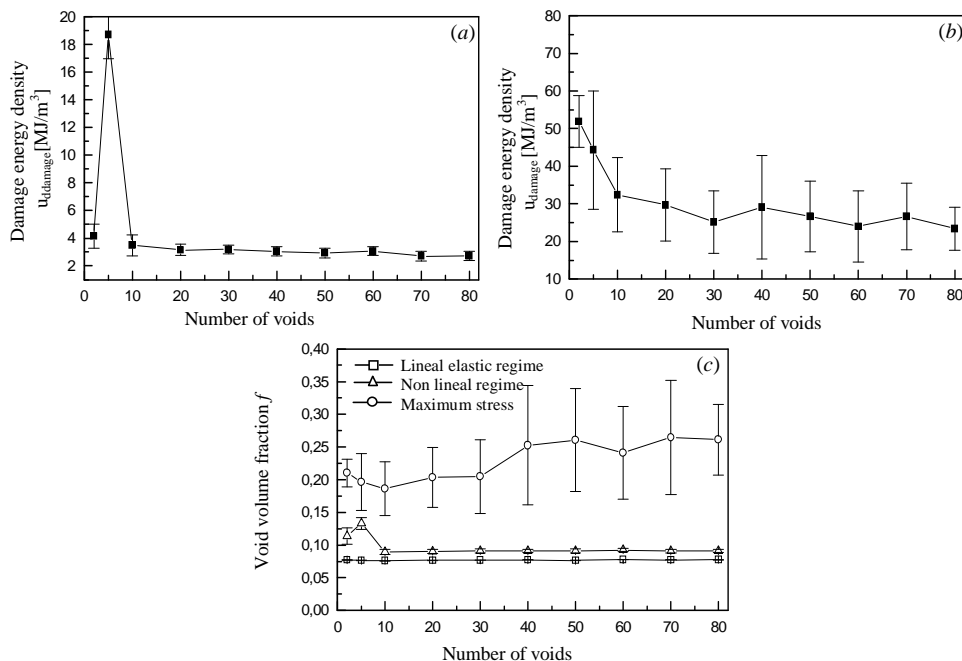 (a)
Damage energy density
u_ddamage [MJ/m³]
20
18
16
14
12
10
8
6
4
2
0 10 20 30 40 50 60 70 80
Number of voids
(b)
Damage energy density
u_damage [MJ/m³]
80
70
60
50
40
30
20
10
0 10 20 30 40 50 60 70 80
Number of voids
(c)
Void volume fraction f
0,40
0,35
0,30
0,25
0,20
0,15
0,10
0,05
0,00
Lineal elastic regime
Non lineal regime
Maximum stress
0 10 20 30 40 50 60 70 80
Number of voids